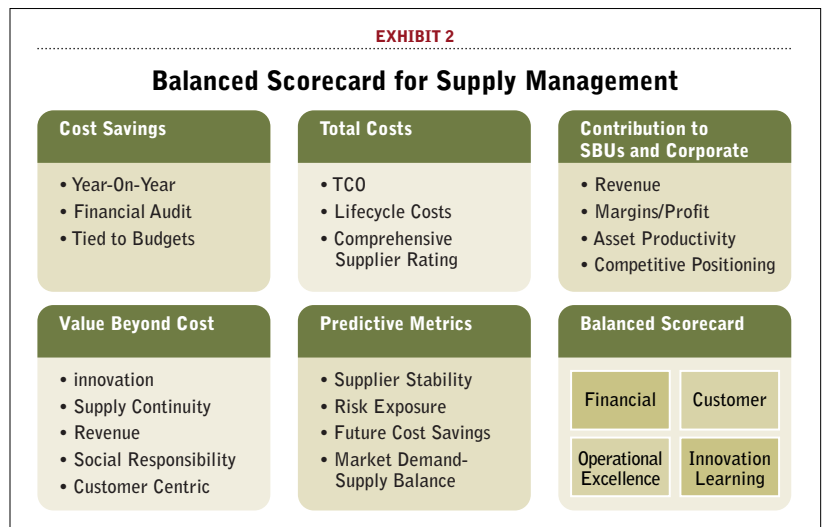 EXHIBIT 2
Balanced Scorecard for Supply Management
Cost Savings
• Year-On-Year
• Financial Audit
• Tied to Budgets
Total Costs
• TCO
• Lifecycle Costs
• Comprehensive
Supplier Rating
Contribution to
SBUs and Corporate
• Revenue
• Margins/Profit
• Asset Productivity
• Competitive Positioning
Value Beyond Cost
• innovation
• Supply Continuity
• Revenue
• Social Responsibility
• Customer Centric
Predictive Metrics
• Supplier Stability
• Risk Exposure
• Future Cost Savings
• Market Demand-
Supply Balance
Balanced Scorecard
Financial
Customer
Operational
Excellence
Innovation
Learning